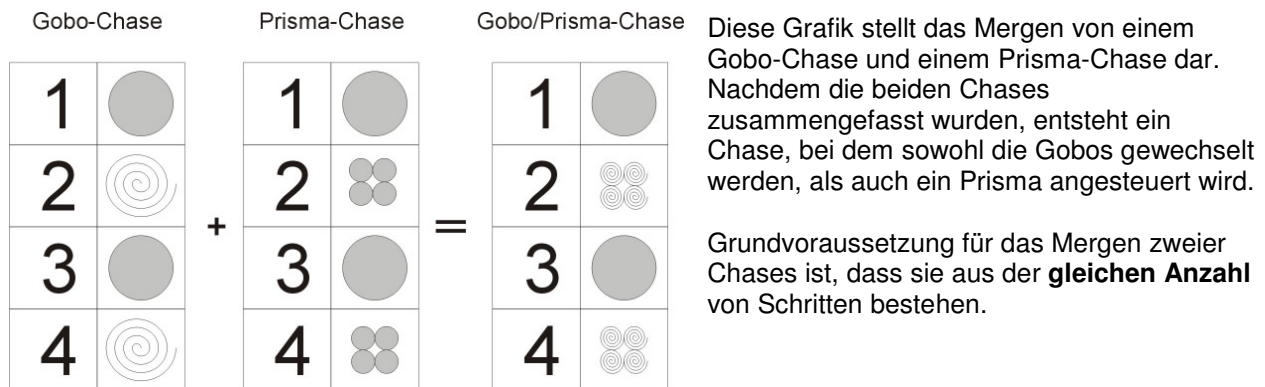 Gobo-Chase Prisma-Chase Gobo/Prisma-Chase
1 1 1
2 2 2
+ =
3 3 3
4 4 4
Diese Grafik stellt das Mergen von einem
Gobo-Chase und einem Prisma-Chase dar.
Nachdem die beiden Chases
zusammengefasst wurden, entsteht ein
Chase, bei dem sowohl die Gobos gewechselt
werden, als auch ein Prisma angesteuert wird.
Grundvoraussetzung für das Mergen zweier
Chases ist, dass sie aus der gleichen Anzahl
von Schritten bestehen.